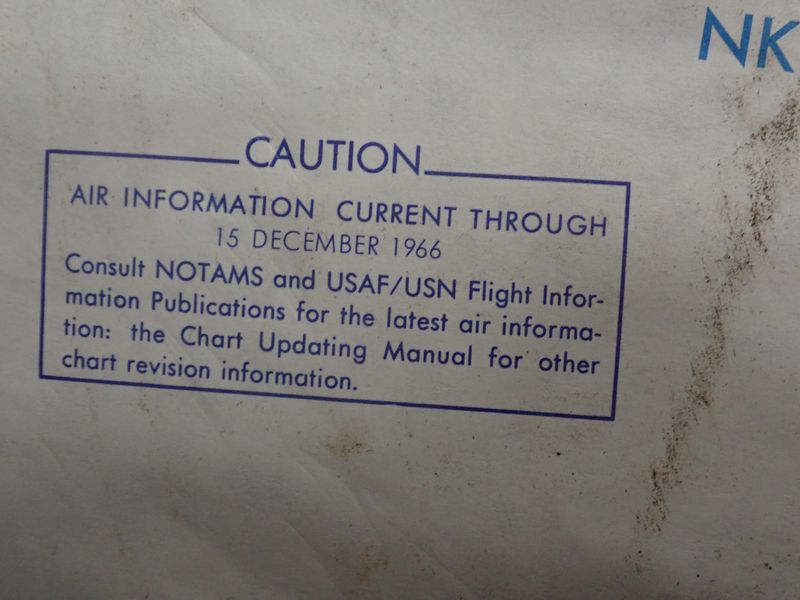 NK
CAUTION
AIR INFORMATION CURRENT THROUGH
15 DECEMBER 1966
Consult NOTAMS and USAF/USN Flight Infor-
mation Publications for the latest air informa-
tion: the Chart Updating Manual for other
chart revision information.